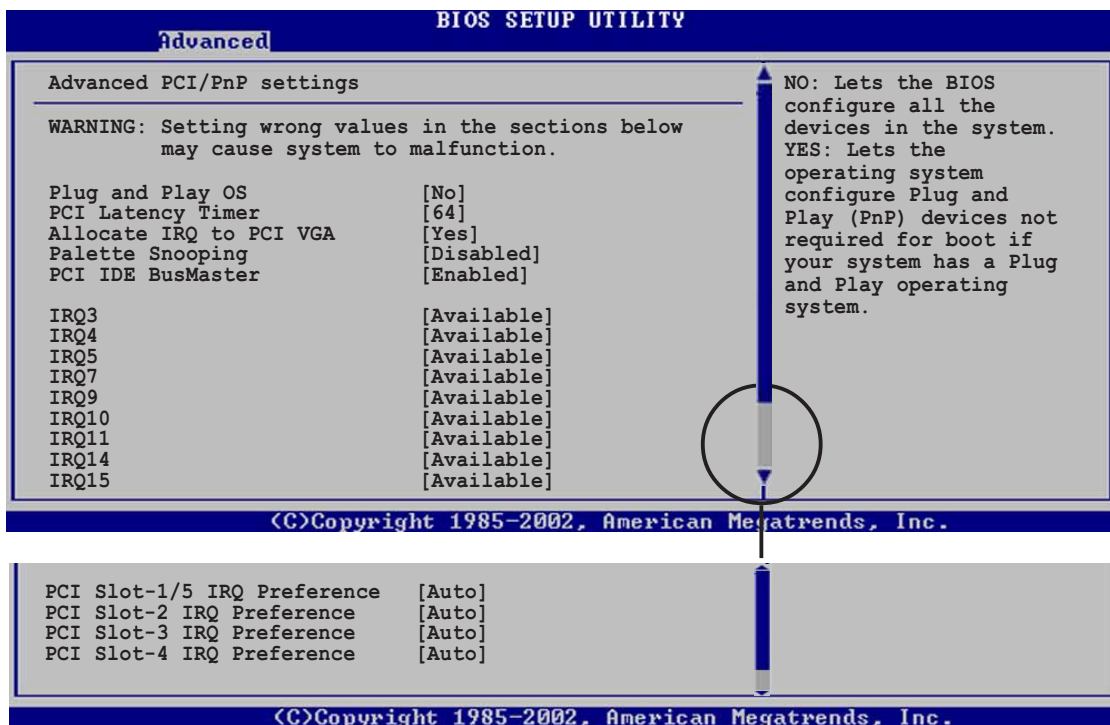 BIOS SETUP UTILITY
Advanced
Advanced PCI/PnP settings
WARNING: Setting wrong values in the sections below
may cause system to malfunction.
Plug and Play OS [No]
PCI Latency Timer [64]
Allocate IRQ to PCI VGA [Yes]
Palette Snooping [Disabled]
PCI IDE BusMaster [Enabled]
IRQ3 [Available]
IRQ4 [Available]
IRQ5 [Available]
IRQ7 [Available]
IRQ9 [Available]
IRQ10 [Available]
IRQ11 [Available]
IRQ14 [Available]
IRQ15 [Available]
NO: Lets the BIOS
configure all the
devices in the system.
YES: Lets the
operating system
configure Plug and
Play (PnP) devices not
required for boot if
your system has a Plug
and Play operating
system.
(C)Copyright 1985-2002, American Megatrends, Inc.
PCI Slot-1/5 IRQ Preference [Auto]
PCI Slot-2 IRQ Preference [Auto]
PCI Slot-3 IRQ Preference [Auto]
PCI Slot-4 IRQ Preference [Auto]
(C)Copyright 1985-2002, American Megatrends, Inc.